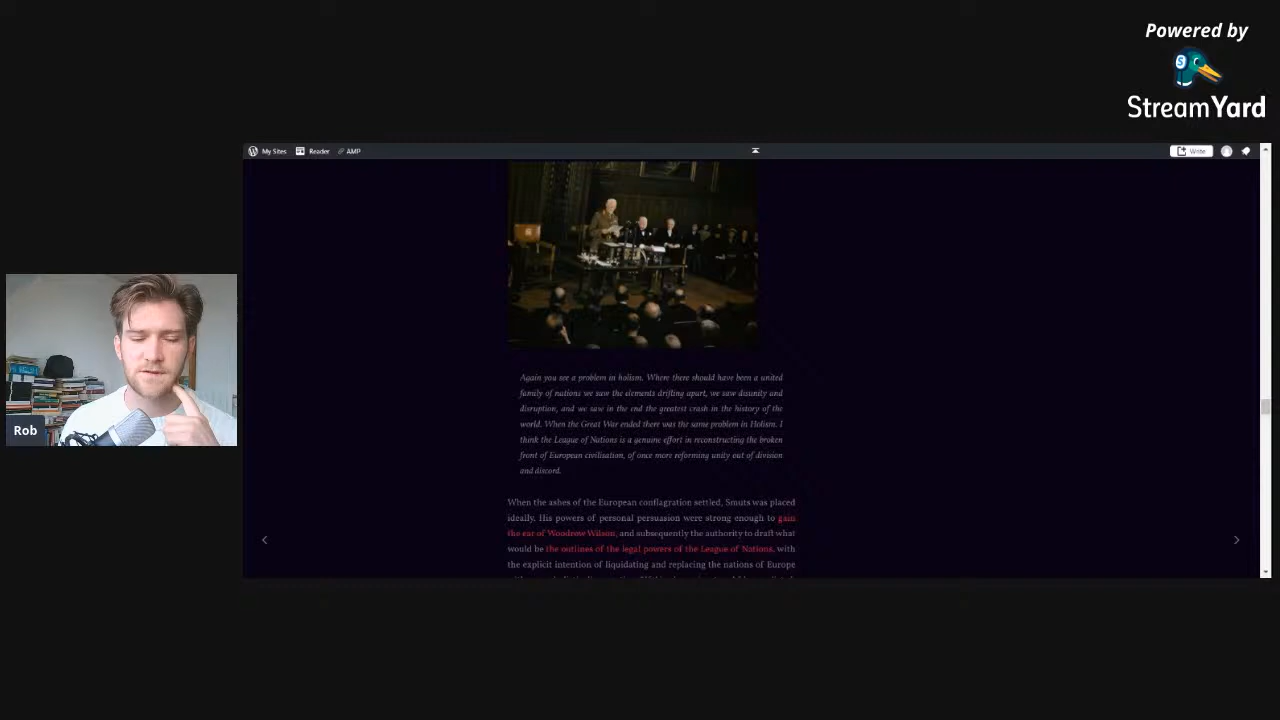 Powered by
StreamYard
My Sites
Reader
AMP
Write
Again you see a problem in holism. Where there should have been a united
family of nations we saw the elements drifting apart, we saw disunity and
disruption, and we saw in the end the greatest crash in the history of the
world. When the Great War ended there was the same problem in Holism. I
think the League of Nations is a genuine effort in reconstructing the broken
front of European civilisation, of once more reforming unity out of division
and discord.
Rob
When the ashes of the European conflagration settled, Smuts was placed
ideally. His powers of personal persuasion were strong enough to gain
the ear of Woodrow Wilson, and subsequently the authority to draft what
would be the outlines of the legal powers of the League of Nations, with
the explicit intention of liquidating and replacing the nations of Europe